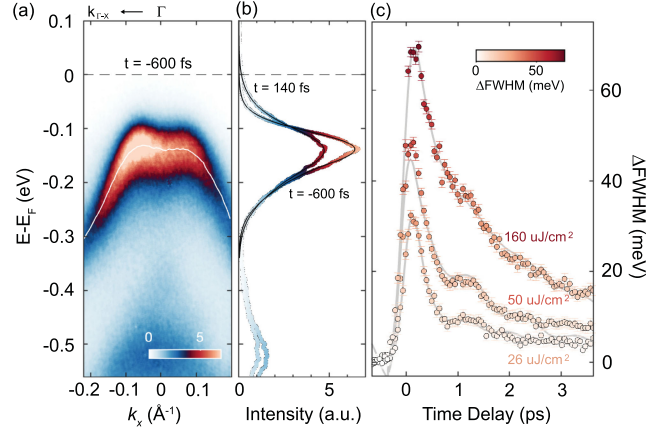 (a)
k_Γ-X ← Γ
t = -600 fs
E-E_F (eV)
0
-0.1
-0.2
-0.3
-0.4
-0.5
0 5
-0.2 -0.1 0.0 0.1
k_x (Å⁻¹)
(b)
t = 140 fs
t = -600 fs
0 5
Intensity (a.u.)
(c)
0 50
ΔFWHM (meV)
160 uJ/cm²
50 uJ/cm²
26 uJ/cm²
60
40
20
0
ΔFWHM (meV)
0 1 2 3
Time Delay (ps)